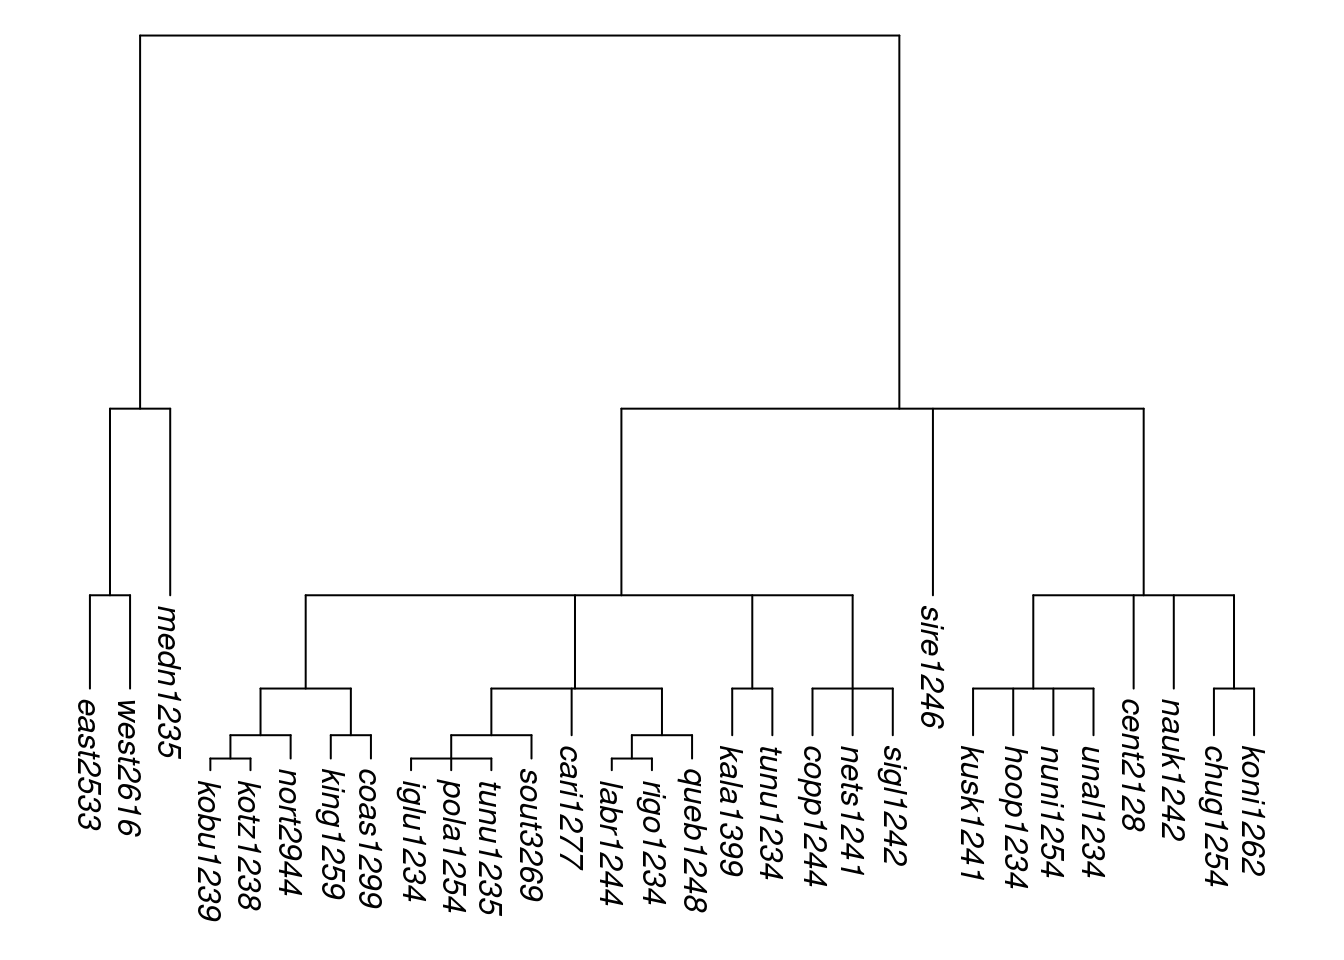 east2533
west2616
medn1235
kobu1239
kotz1238
nort2944
king1259
coas1299
iglu1234
pola1254
tunu1235
sout3269
cari1277
labr1244
rigo1234
queb1248
kala1399
tunu1234
copp1244
nets1241
sigl1242
sire1246
kusk1241
hoop1234
nuni1254
unal1234
cent2128
nauk1242
chug1254
koni1262